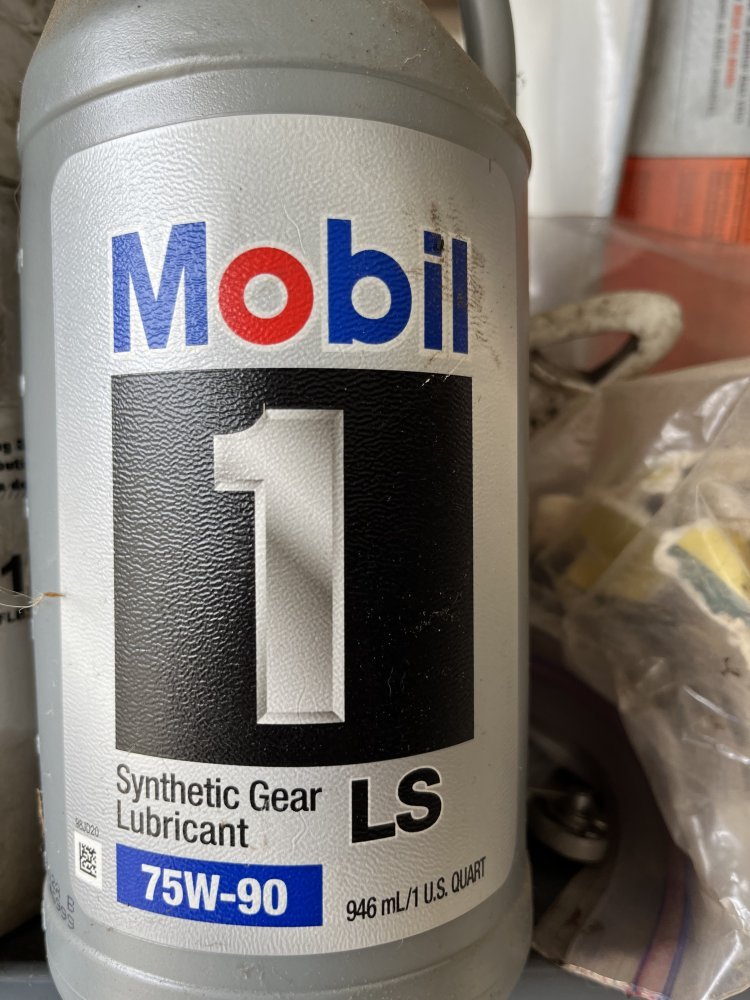 Mobil
1
Synthetic Gear
Lubricant
LS
75W-90
946 mL/1 U.S. QUART